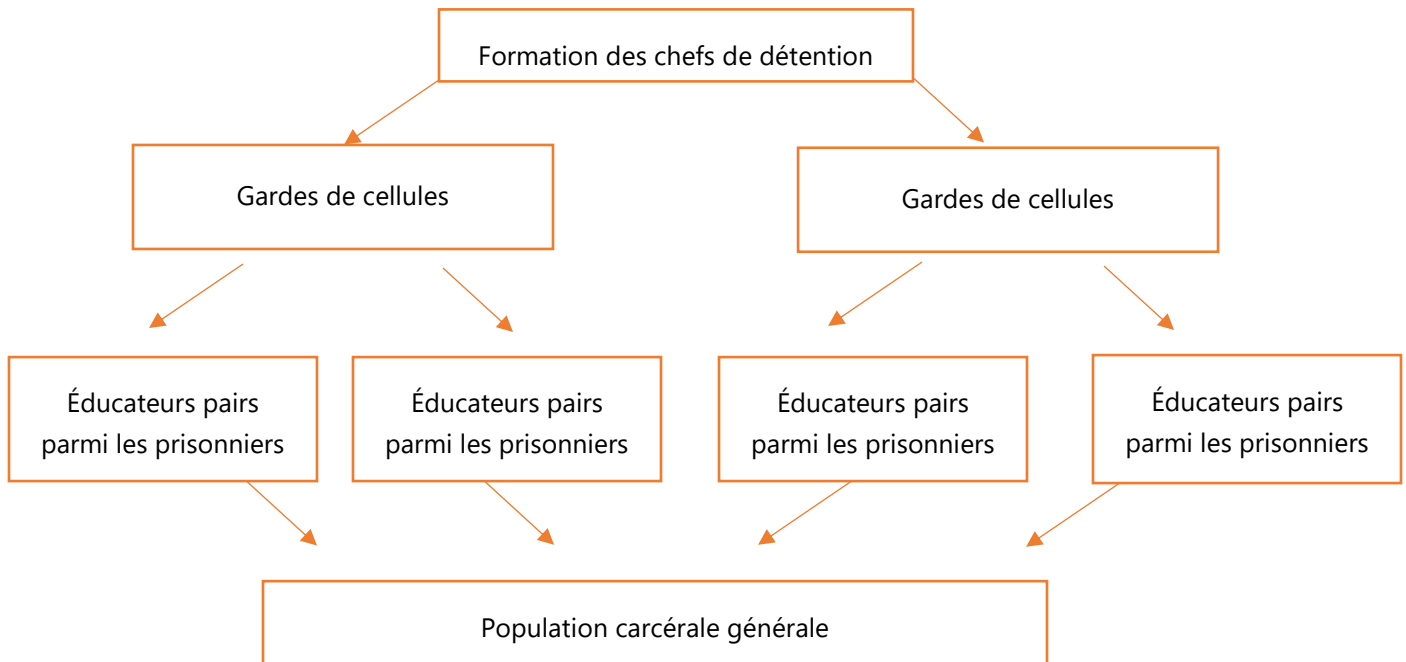 Formation des chefs de détention
Gardes de cellules
Gardes de cellules
Éducateurs pairs
parmi les prisonniers
Éducateurs pairs
parmi les prisonniers
Éducateurs pairs
parmi les prisonniers
Éducateurs pairs
parmi les prisonniers
Population carcérale générale